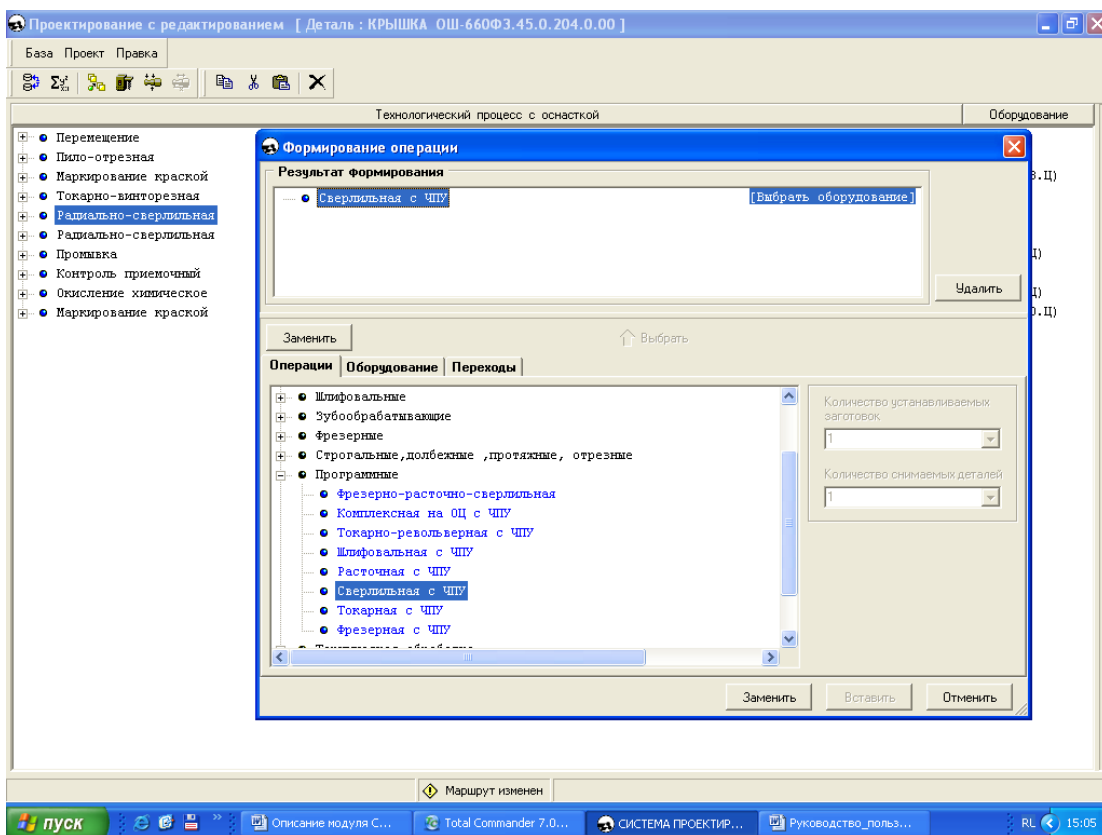 Проектирование с редактированием [ Деталь : КРЫШКА ОШ-660Ф3.45.0.204.0.00 ]
База Проект Правка
Технологический процесс с оснасткой Оборудование
Перемещение
Пило-отрезная
Маркирование краской
Токарно-винторезная
Радиально-сверлильная
Радиально-сверлильная
Промывка
Контроль приемочный
Окисление химическое
Маркирование краской
.Ц)
Ц)
Ц)
.Ц)
Формирование операции
Результат формирования
Сверлильная с ЧПУ [Выбрать оборудование]
Удалить
Заменить Выбрать
Операции Оборудование Переходы
Шлифовальные
Зубообрабатывающие
Фрезерные
Строгальные,долбежные ,протяжные, отрезные
Программные
Фрезерно-расточно-сверлильная
Комплексная на ОЦ с ЧПУ
Токарно-револьверная с ЧПУ
Шлифовальная с ЧПУ
Расточная с ЧПУ
Сверлильная с ЧПУ
Токарная с ЧПУ
Фрезерная с ЧПУ
Количество устанавливаемых
заготовок
1
Количество снимаемых деталей
1
Заменить Вставить Отменить
Маршрут изменен
пуск » Описание модуля С... Total Commander 7.0... СИСТЕМА ПРОЕКТИР... Руководство_польз... RL 15:05